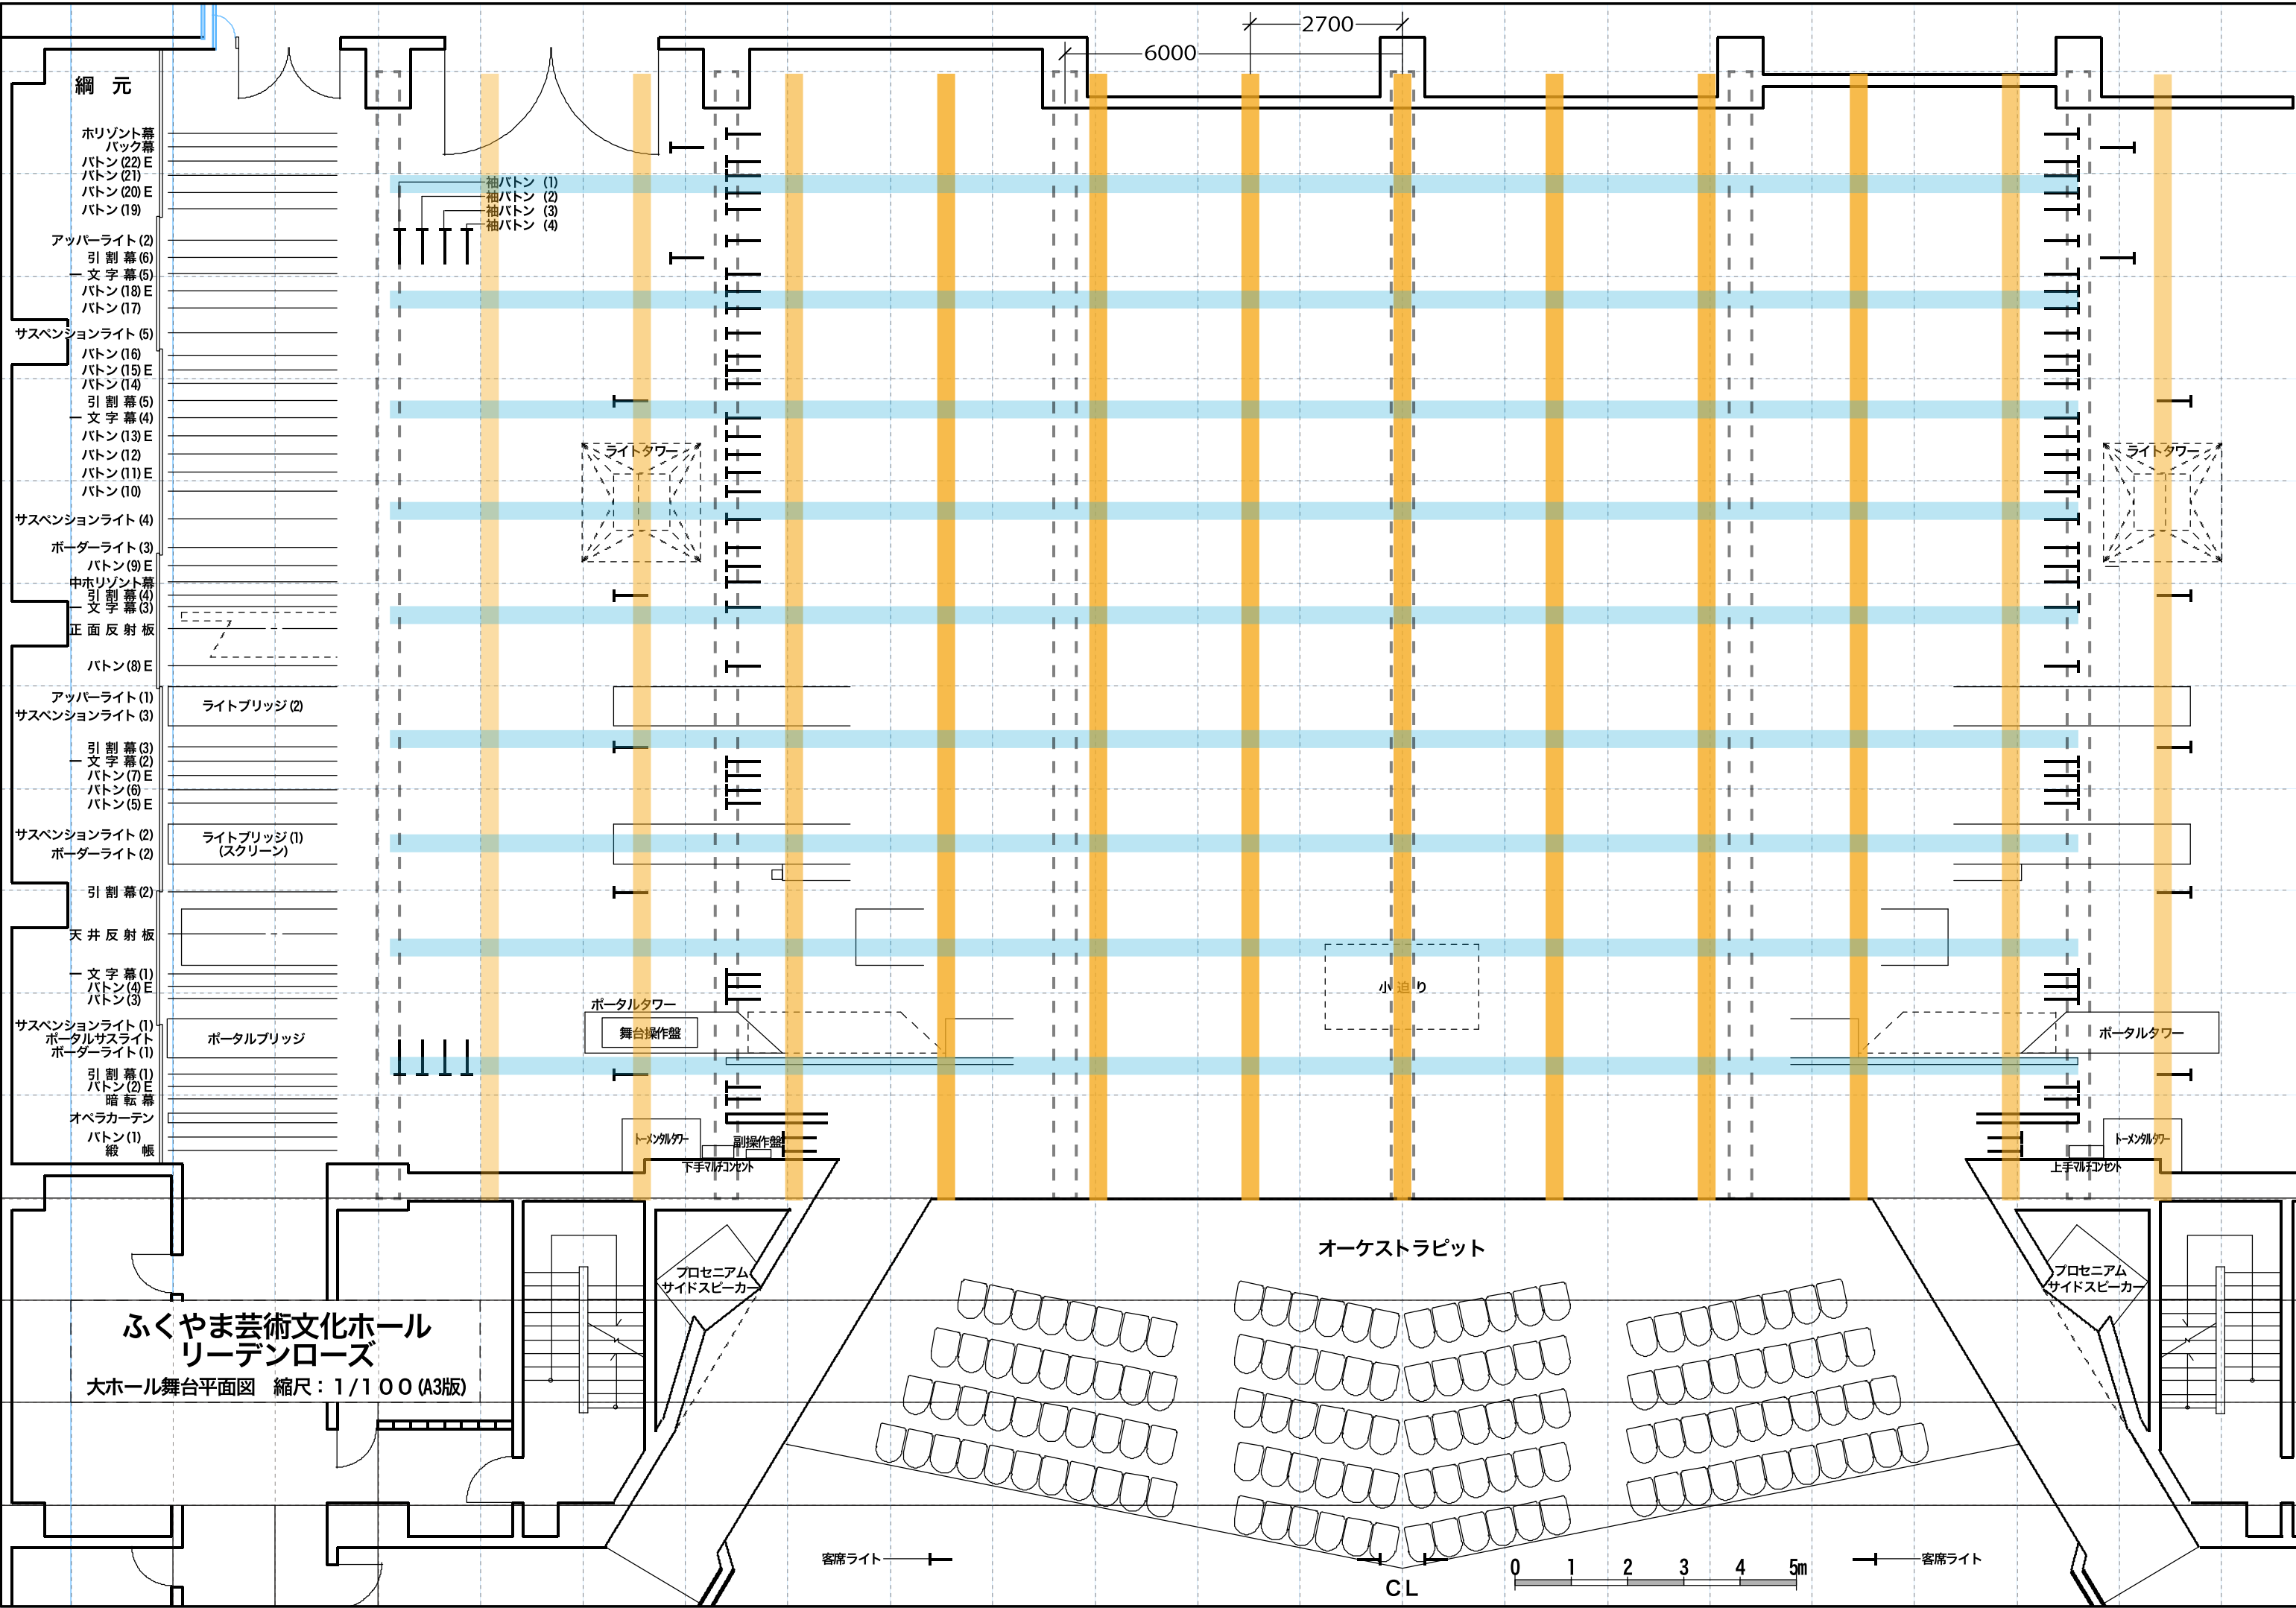 2700
6000
綱 元
ホリゾント幕
バック幕
バトン(22)E
バトン(21)
バトン(20)E
バトン(19)
アッパーライト(2)
引割幕(6)
一文字幕(5)
バトン(18)E
バトン(17)
サスペンションライト(5)
バトン(16)
バトン(15)E
バトン(14)
引割幕(5)
一文字幕(4)
バトン(13)E
バトン(12)
バトン(11)E
バトン(10)
サスペンションライト(4)
ボーダーライト(3)
バトン(9)E
中ホリゾント幕
引割幕(4)
一文字幕(3)
正面反射板
バトン(8)E
アッパーライト(1)
サスペンションライト(3)
引割幕(3)
一文字幕(2)
バトン(7)E
バトン(6)
バトン(5)E
サスペンションライト(2)
ボーダーライト(2)
引割幕(2)
天井反射板
一文字幕(1)
バトン(4)E
バトン(3)
サスペンションライト(1)
ポータルサスライト
ボーダーライト(1)
引割幕(1)
バトン(2)E
暗転幕
オペラカーテン
バトン(1)
緞 帳
袖バトン (1)
袖バトン (2)
袖バトン (3)
袖バトン (4)
ライトタワー
ライトタワー
ライトブリッジ(2)
ライトブリッジ(1)
(スクリーン)
ポータルブリッジ
ポータルタワー
舞台操作盤
小迫り
ポータルタワー
トーメンタルタワー
副操作盤
下手マルチコンセント
トーメンタルタワー
上手マルチコンセント
オーケストラピット
プロセニアム
サイドスピーカー
プロセニアム
サイドスピーカー
ふくやま芸術文化ホール
リーデンローズ
大ホール舞台平面図 縮尺：1/100(A3版)
客席ライト
CL
0 1 2 3 4 5m
客席ライト